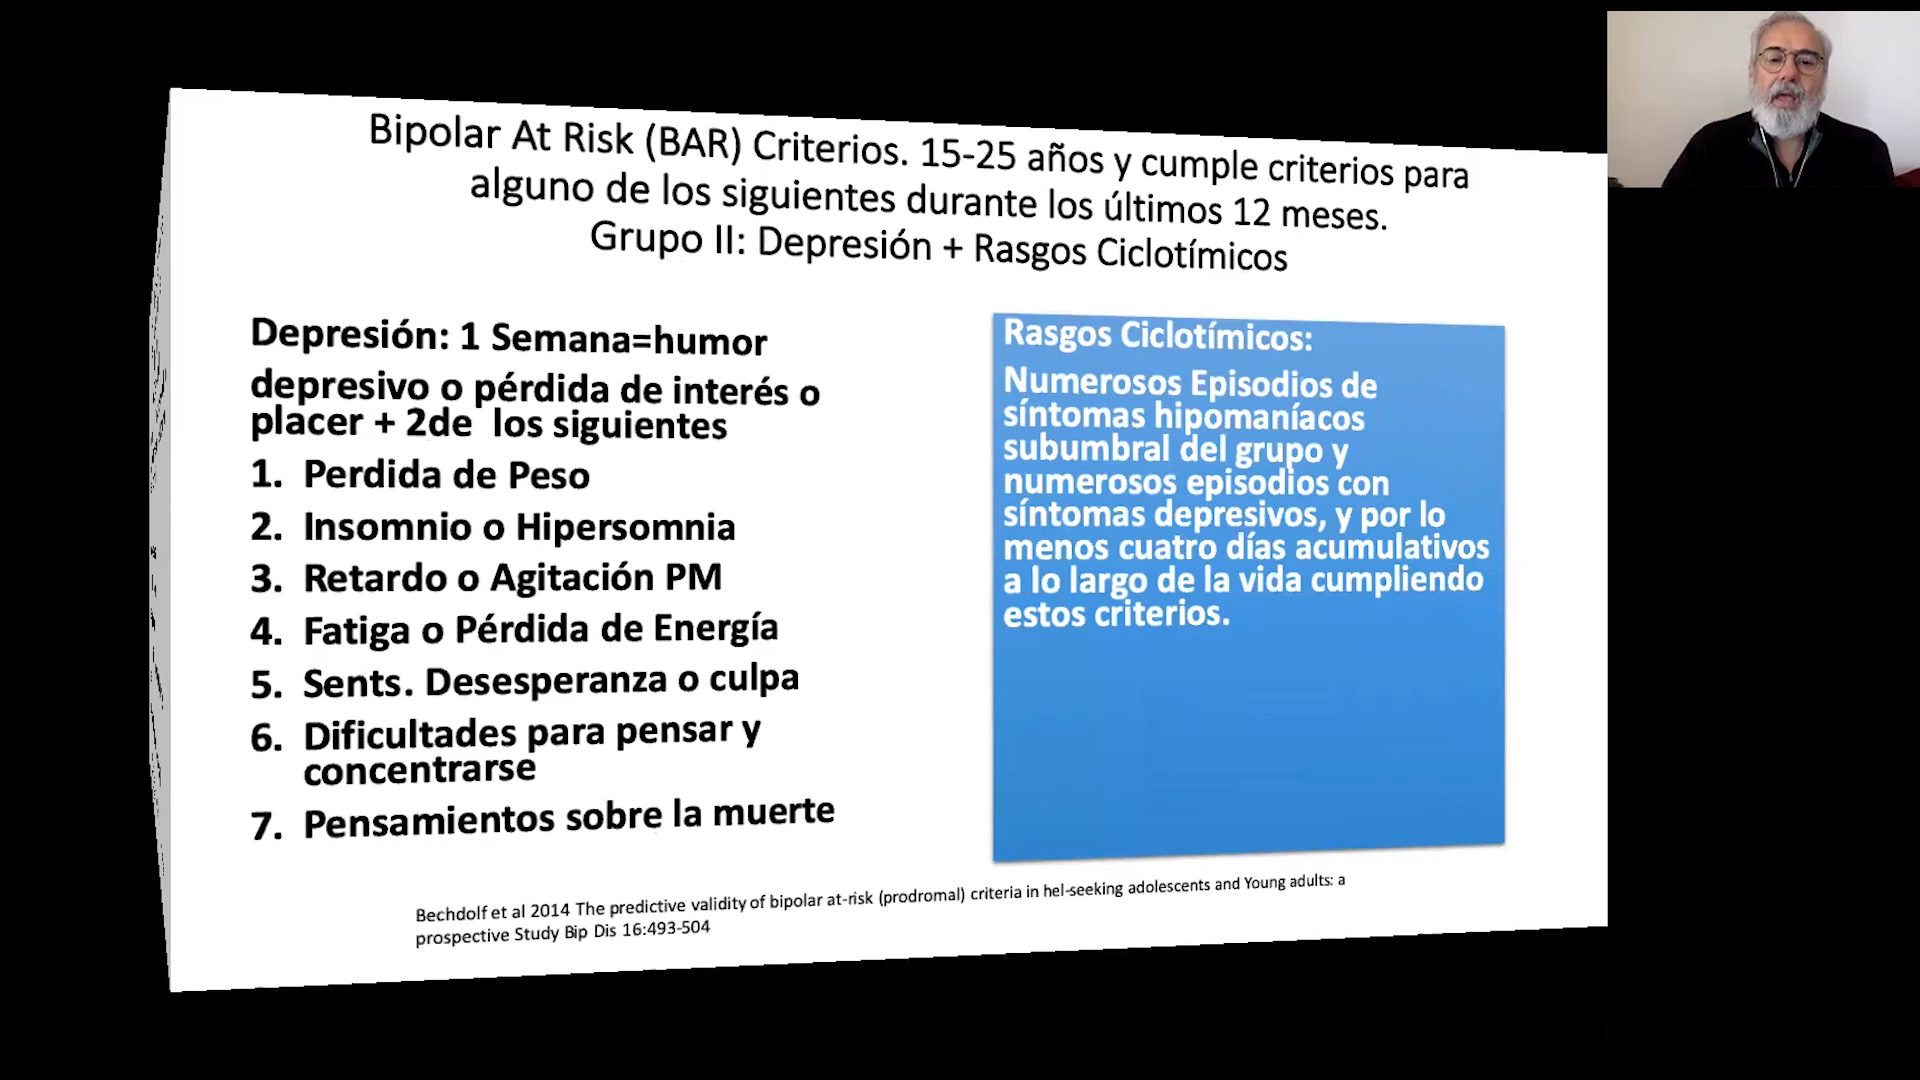 Bipolar At Risk (BAR) Criterios. 15-25 años y cumple criterios para
alguno de los siguientes durante los últimos 12 meses.
Grupo II: Depresión + Rasgos Ciclotímicos
Depresión: 1 Semana=humor
depresivo o pérdida de interés o
placer + 2de los siguientes
1. Perdida de Peso
2. Insomnio o Hipersomnia
3. Retardo o Agitación PM
4. Fatiga o Pérdida de Energía
5. Sents. Desesperanza o culpa
6. Dificultades para pensar y
concentrarse
7. Pensamientos sobre la muerte
Rasgos Ciclotímicos:
Numerosos Episodios de
síntomas hipomaníacos
subumbral del grupo y
numerosos episodios con
síntomas depresivos, y por lo
menos cuatro días acumulativos
a lo largo de la vida cumpliendo
estos criterios.
Bechdolf et al 2014 The predictive validity of bipolar at-risk (prodromal) criteria in hel-seeking adolescents and Young adults: a
prospective Study Bip Dis 16:493-504